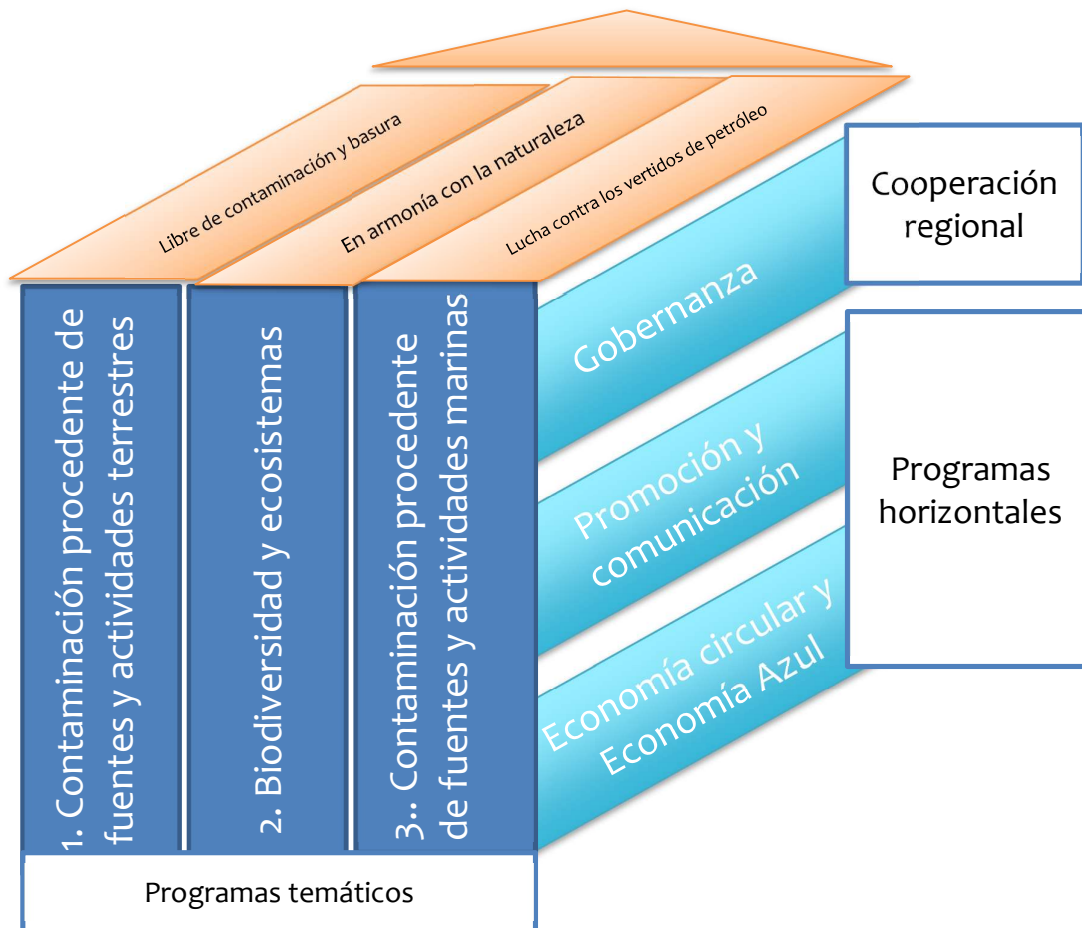 Libre de contaminación y basura
En armonía con la naturaleza
Lucha contra los vertidos de petróleo
Cooperación
regional
Gobernanza
Promoción y
comunicación
Economía circular y
Economía Azul
Programas
horizontales
1. Contaminación procedente de
fuentes y actividades terrestres
2. Biodiversidad y ecosistemas
3.. Contaminación procedente
de fuentes y actividades marinas
Programas temáticos